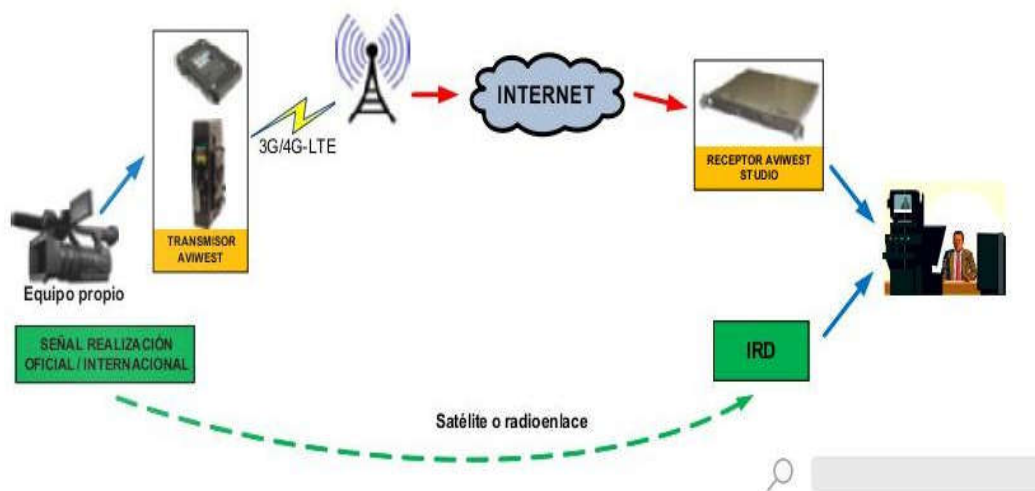 3G/4G-LTE
INTERNET
TRANSMISOR
AVIWEST
RECEPTOR AVIWEST
STUDIO
Equipo propio
SEÑAL REALIZACIÓN
OFICIAL / INTERNACIONAL
IRD
Satélite o radioenlace